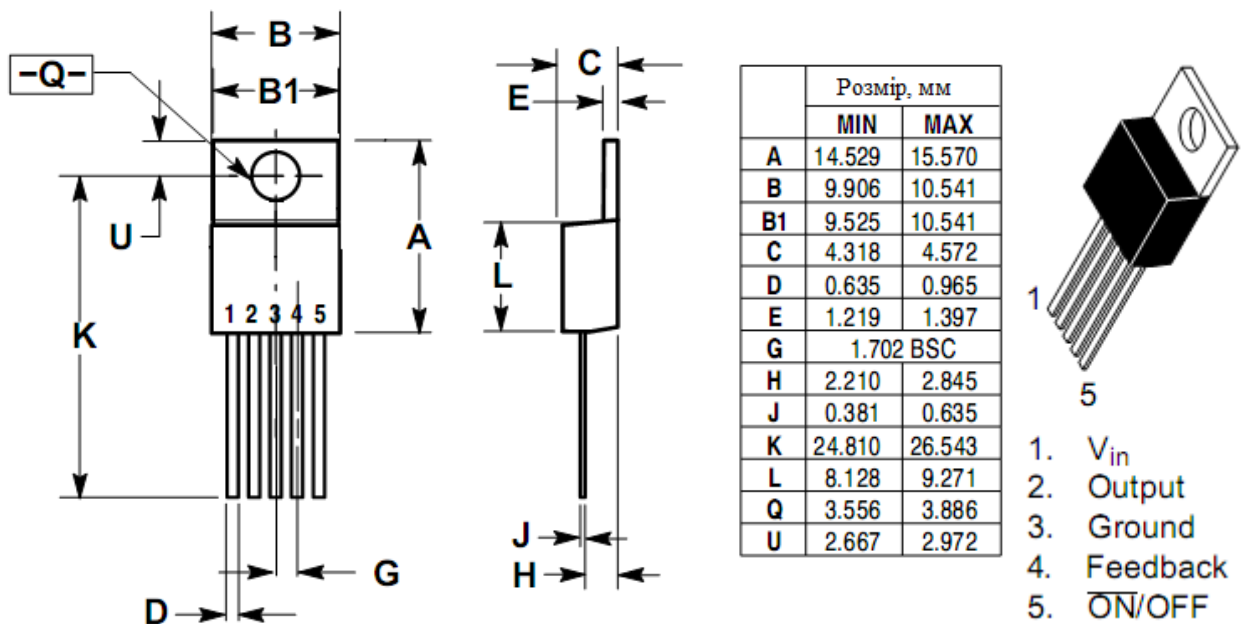 B
–Q–
B1
C
E
U
A
L
K
1 2 3 4 5
J
G
H
D
Розмір, мм
MIN MAX
A 14.529 15.570
B 9.906 10.541
B1 9.525 10.541
C 4.318 4.572
D 0.635 0.965
E 1.219 1.397
G 1.702 BSC
H 2.210 2.845
J 0.381 0.635
K 24.810 26.543
L 8.128 9.271
Q 3.556 3.886
U 2.667 2.972
1
5
1. Vin
2. Output
3. Ground
4. Feedback
5. O̅N̅/OFF